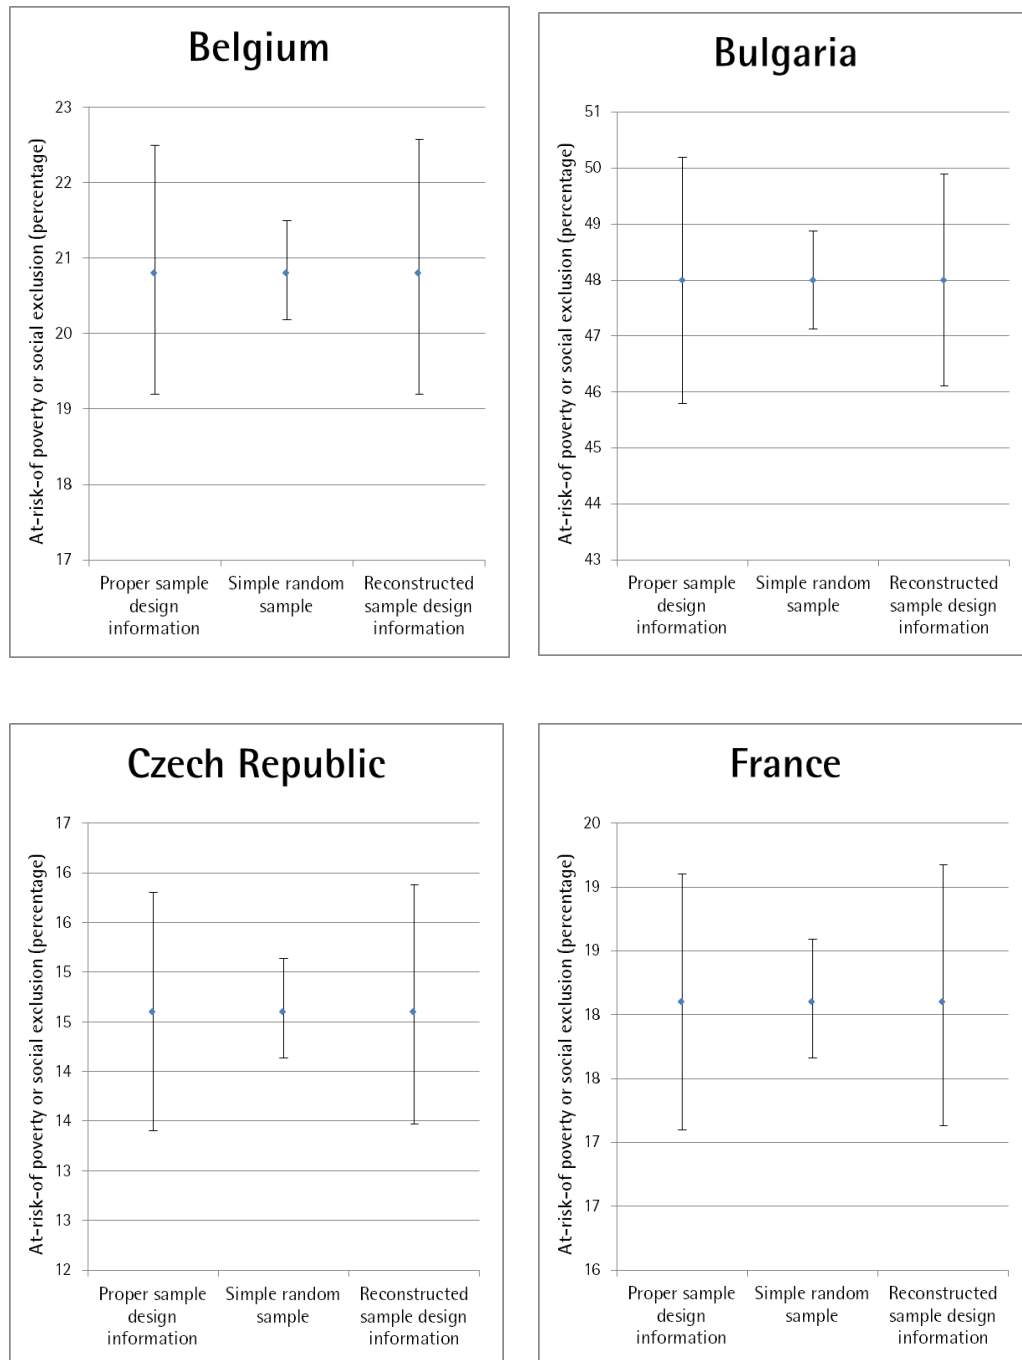 Belgium
At-risk-of poverty or social exclusion (percentage)
23
22
21
20
19
18
17
Proper sample
design
information
Simple random
sample
Reconstructed
sample design
information
Bulgaria
At-risk-of poverty or social exclusion (percentage)
51
50
49
48
47
46
45
44
43
Proper sample
design
information
Simple random
sample
Reconstructed
sample design
information
Czech Republic
At-risk-of poverty or social exclusion (percentage)
17
16
16
15
15
14
14
13
13
12
Proper sample
design
information
Simple random
sample
Reconstructed
sample design
information
France
At-risk-of poverty or social exclusion (percentage)
20
19
19
18
18
17
17
16
Proper sample
design
information
Simple random
sample
Reconstructed
sample design
information